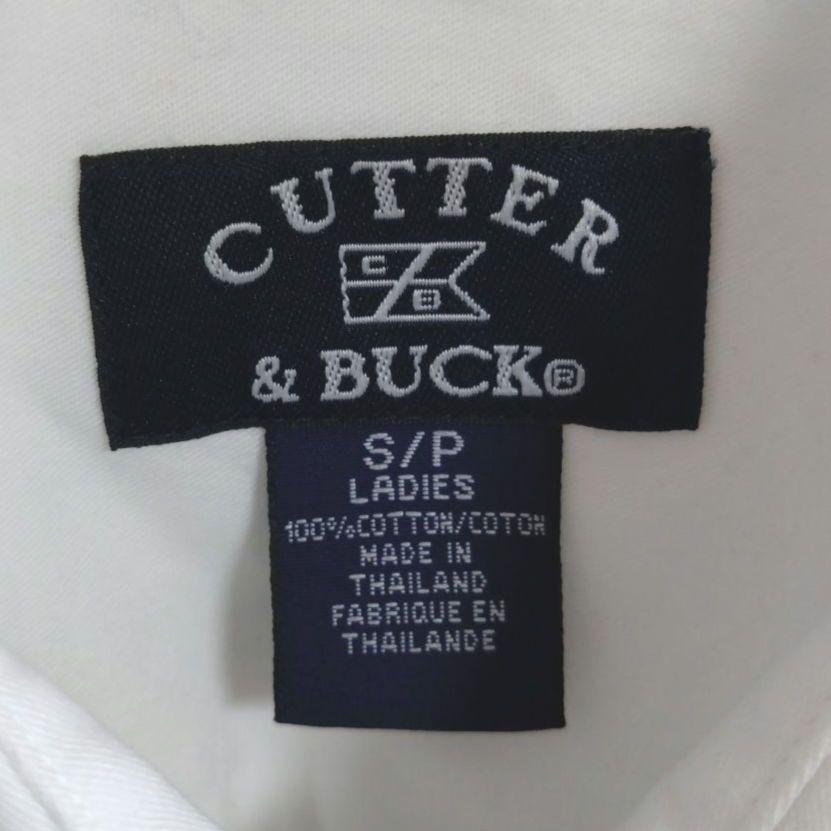 CUTTER
C
B
& BUCK®
S/P
LADIES
100%COTTON/COTON
MADE IN
THAILAND
FABRIQUE EN
THAILANDE